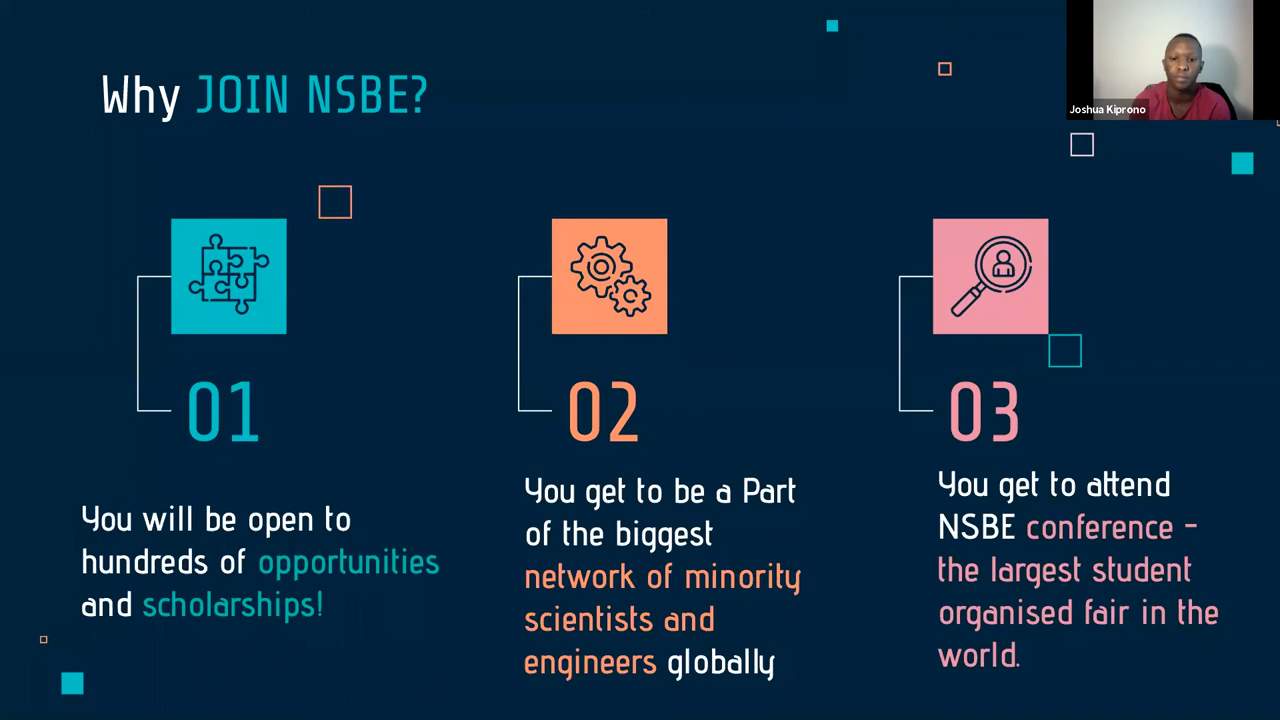 Why JOIN NSBE?
Joshua Kiprono
01
You will be open to
hundreds of opportunities
and scholarships!
02
You get to be a Part
of the biggest
network of minority
scientists and
engineers globally
03
You get to attend
NSBE conference -
the largest student
organised fair in the
world.